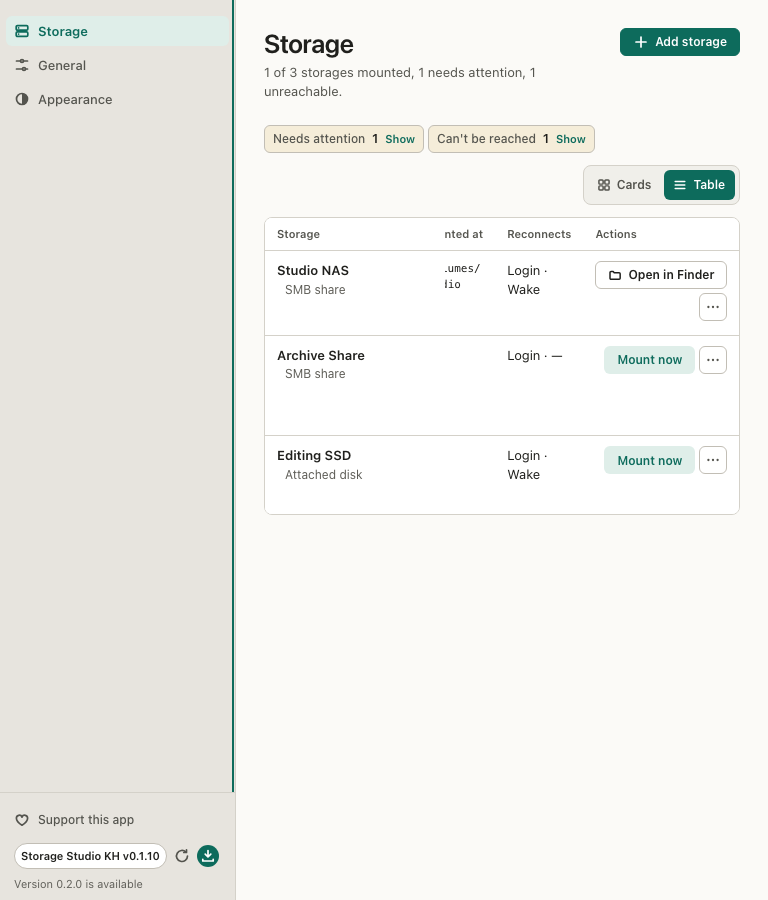 Storage
General
Appearance
Storage
Add storage
1 of 3 storages mounted, 1 needs attention, 1
unreachable.
Needs attention 1 Show
Can't be reached 1 Show
Cards
Table
Storage nted at Reconnects Actions
Studio NAS
SMB share
umes/
dio
Login ·
Wake
Open in Finder
Archive Share
SMB share
Login · —
Mount now
Editing SSD
Attached disk
Login ·
Wake
Mount now
Support this app
Storage Studio KH v0.1.10
Version 0.2.0 is available